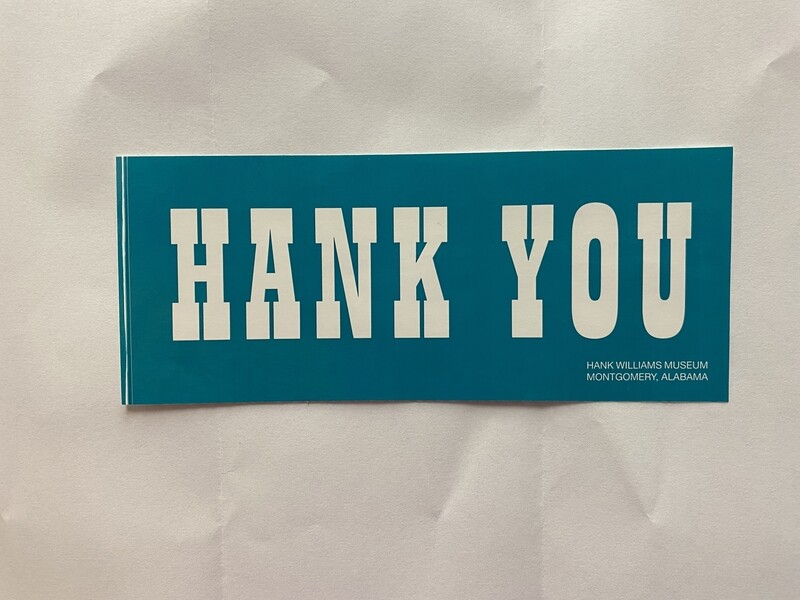 HANK YOU
HANK WILLIAMS MUSEUM
MONTGOMERY, ALABAMA